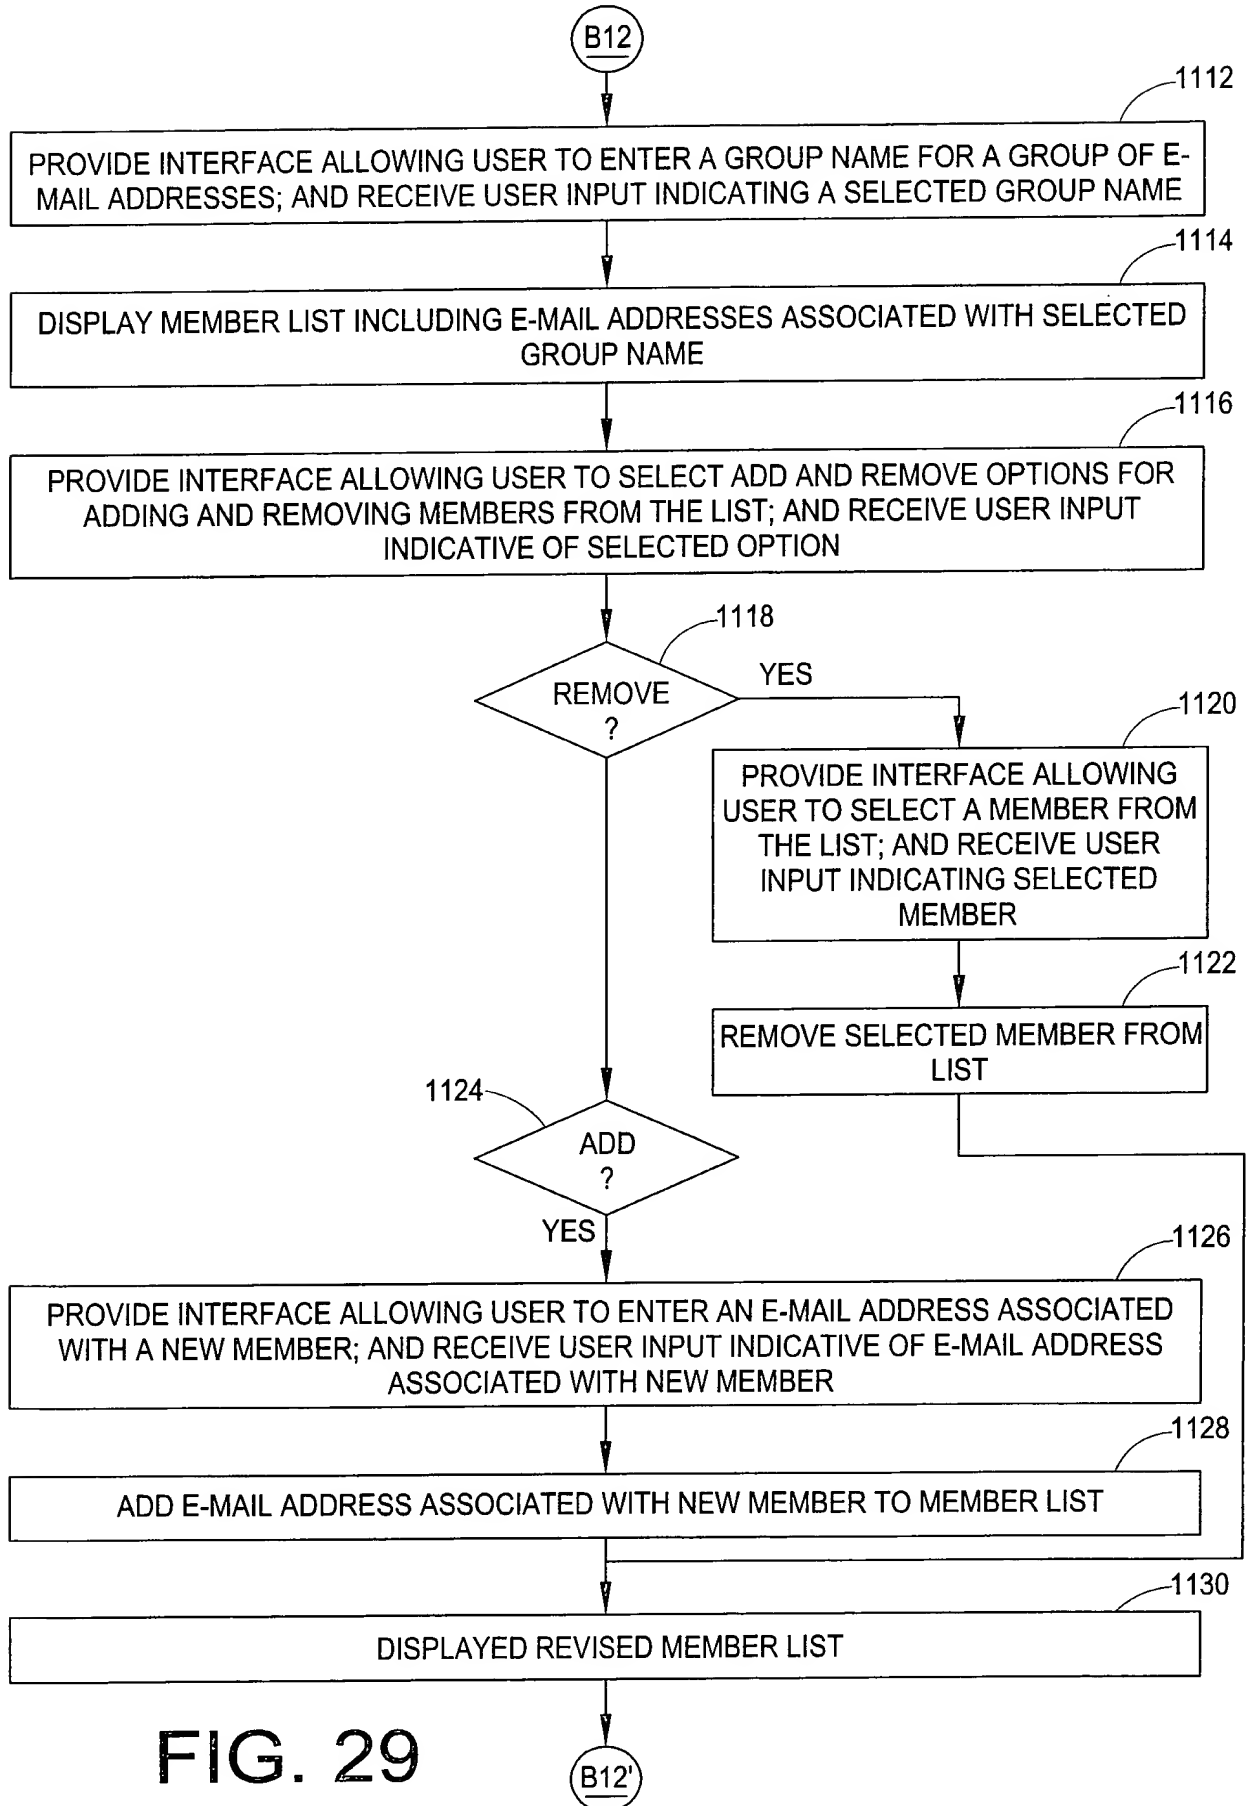 B12
1112
PROVIDE INTERFACE ALLOWING USER TO ENTER A GROUP NAME FOR A GROUP OF E-
MAIL ADDRESSES; AND RECEIVE USER INPUT INDICATING A SELECTED GROUP NAME
1114
DISPLAY MEMBER LIST INCLUDING E-MAIL ADDRESSES ASSOCIATED WITH SELECTED
GROUP NAME
1116
PROVIDE INTERFACE ALLOWING USER TO SELECT ADD AND REMOVE OPTIONS FOR
ADDING AND REMOVING MEMBERS FROM THE LIST; AND RECEIVE USER INPUT
INDICATIVE OF SELECTED OPTION
1118
REMOVE
?
YES
1120
PROVIDE INTERFACE ALLOWING
USER TO SELECT A MEMBER FROM
THE LIST; AND RECEIVE USER
INPUT INDICATING SELECTED
MEMBER
1122
REMOVE SELECTED MEMBER FROM
LIST
1124
ADD
?
YES
1126
PROVIDE INTERFACE ALLOWING USER TO ENTER AN E-MAIL ADDRESS ASSOCIATED
WITH A NEW MEMBER; AND RECEIVE USER INPUT INDICATIVE OF E-MAIL ADDRESS
ASSOCIATED WITH NEW MEMBER
1128
ADD E-MAIL ADDRESS ASSOCIATED WITH NEW MEMBER TO MEMBER LIST
1130
DISPLAYED REVISED MEMBER LIST
FIG. 29
B12'